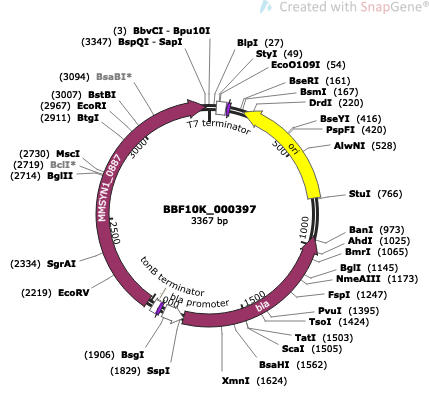 Created with SnapGene®
(3) BbvCI - Bpu10I
(3347) BspQI - SapI
BlpI (27)
StyI (49)
EcoO109I (54)
(3094) BsaBI*
BseRI (161)
(3007) BstBI
BsmI (167)
(2967) EcoRI
DrdI (220)
(2911) BtgI
BseYI (416)
T7 terminator
PspFI (420)
3000
500
ori
AlwNI (528)
(2730) MscI
(2719) BclI*
(2714) BglII
MMSYN1_0887
StuI (766)
BBF10K_000397
3367 bp
1000
BanI (973)
2500
AhdI (1025)
BmrI (1065)
(2334) SgrAI
BglI (1145)
tonB terminator
NmeAIII (1173)
(2219) EcoRV
bla promoter
1500
FspI (1247)
bla
PvuI (1395)
TsoI (1424)
TatI (1503)
(1906) BsgI
ScaI (1505)
(1829) SspI
BsaHI (1562)
XmnI (1624)